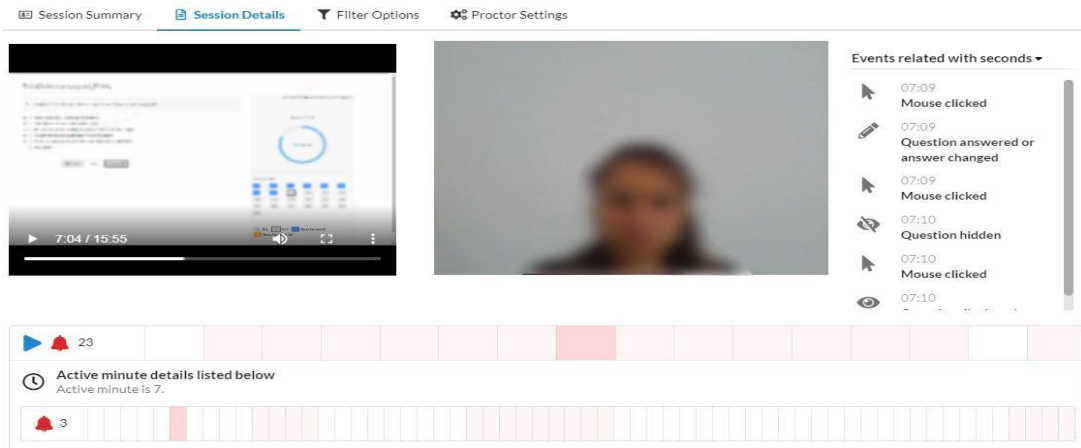 Session Summary
Session Details
Filter Options
Proctor Settings
7:04 / 15:55
Events related with seconds
07:09
Mouse clicked
07:09
Question answered or
answer changed
07:09
Mouse clicked
07:10
Question hidden
07:10
Mouse clicked
07:10
23
Active minute details listed below
Active minute is 7.
3